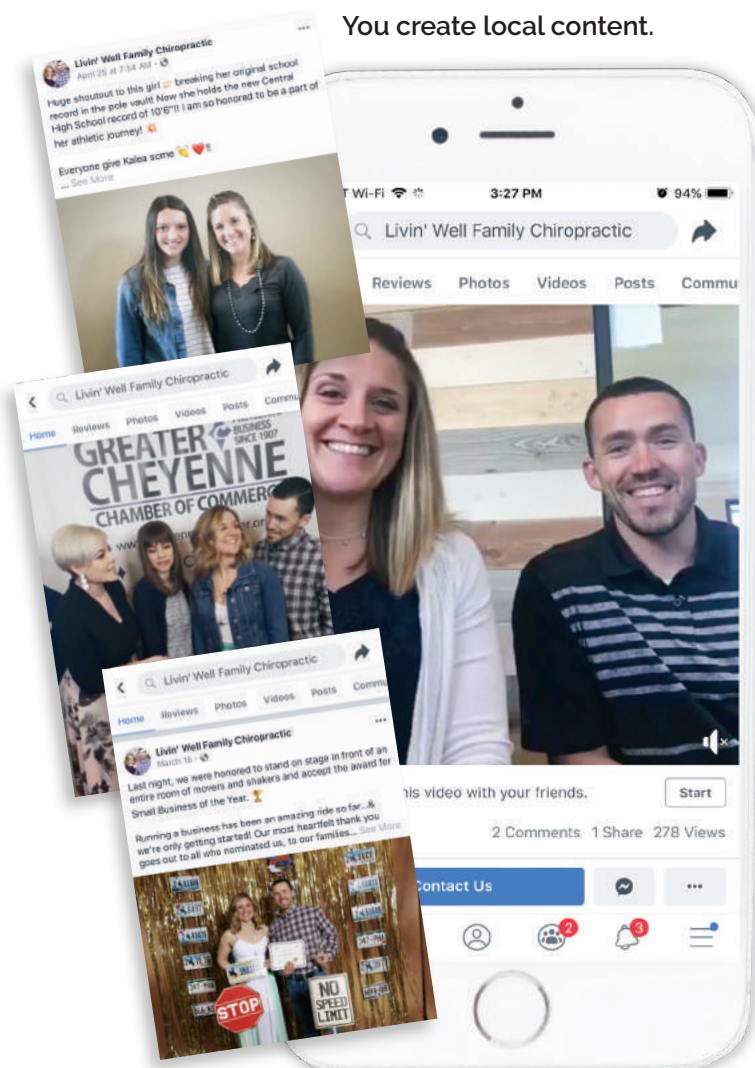 You create local content.
Livin' Well Family Chiropractic
April 25 at 7:54 AM
Huge shoutout to this girl breaking her original school
record in the pole vault! Now she holds the new Central
High School record of 10'6"!! I am so honored to be a part of
her athletic journey!
Everyone give Kalea some
... See More
Wi-Fi 3:27 PM 94%
Livin' Well Family Chiropractic
Reviews Photos Videos Posts Commu
Livin' Well Family Chiropractic
Home Reviews Photos Videos Posts Commu
GREATER BUSINESS
SINCE 1907
CHEYENNE
CHAMBER OF COMMERC
Livin' Well Family Chiropractic
Home Reviews Photos Videos Posts Commu
Livin' Well Family Chiropractic
March 16
Last night, we were honored to stand on stage in front of an
entire room of movers and shakers and accept the award for
Small Business of the Year.
Running a business has been an amazing ride so far...&
we're only getting started! Our most heartfelt thank you
goes out to all who nominated us, to our families... See More
STOP
NO
SPEED
LIMIT
his video with your friends. Start
2 Comments 1 Share 278 Views
Contact Us
2 3